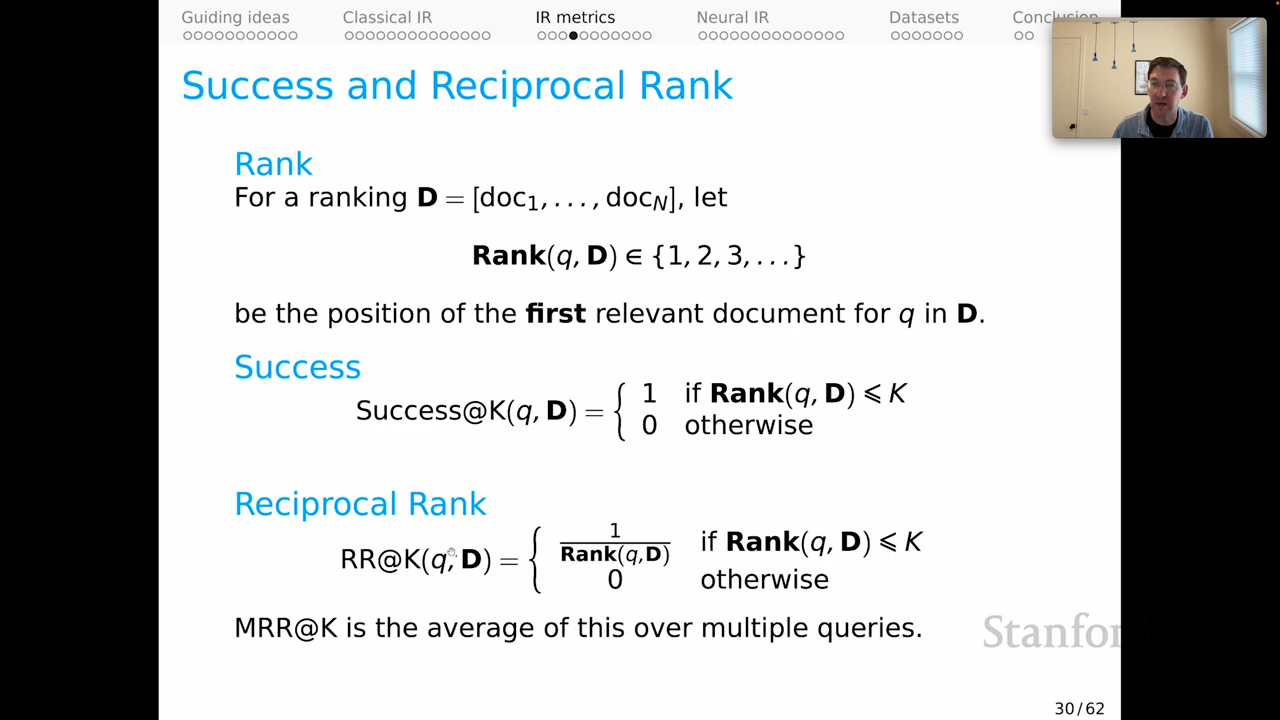 Guiding ideas Classical IR IR metrics Neural IR Datasets Conclusion
Success and Reciprocal Rank
Rank
For a ranking D = [doc₁, . . . , doc_N], let
Rank(q, D) ∈ {1, 2, 3, . . .}
be the position of the first relevant document for q in D.
Success
Success@K(q, D) = { 1 if Rank(q, D) ⩽ K
0 otherwise
Reciprocal Rank
RR@K(q, D) = { 1/Rank(q,D) if Rank(q, D) ⩽ K
0 otherwise
MRR@K is the average of this over multiple queries.
Stanford
30 / 62